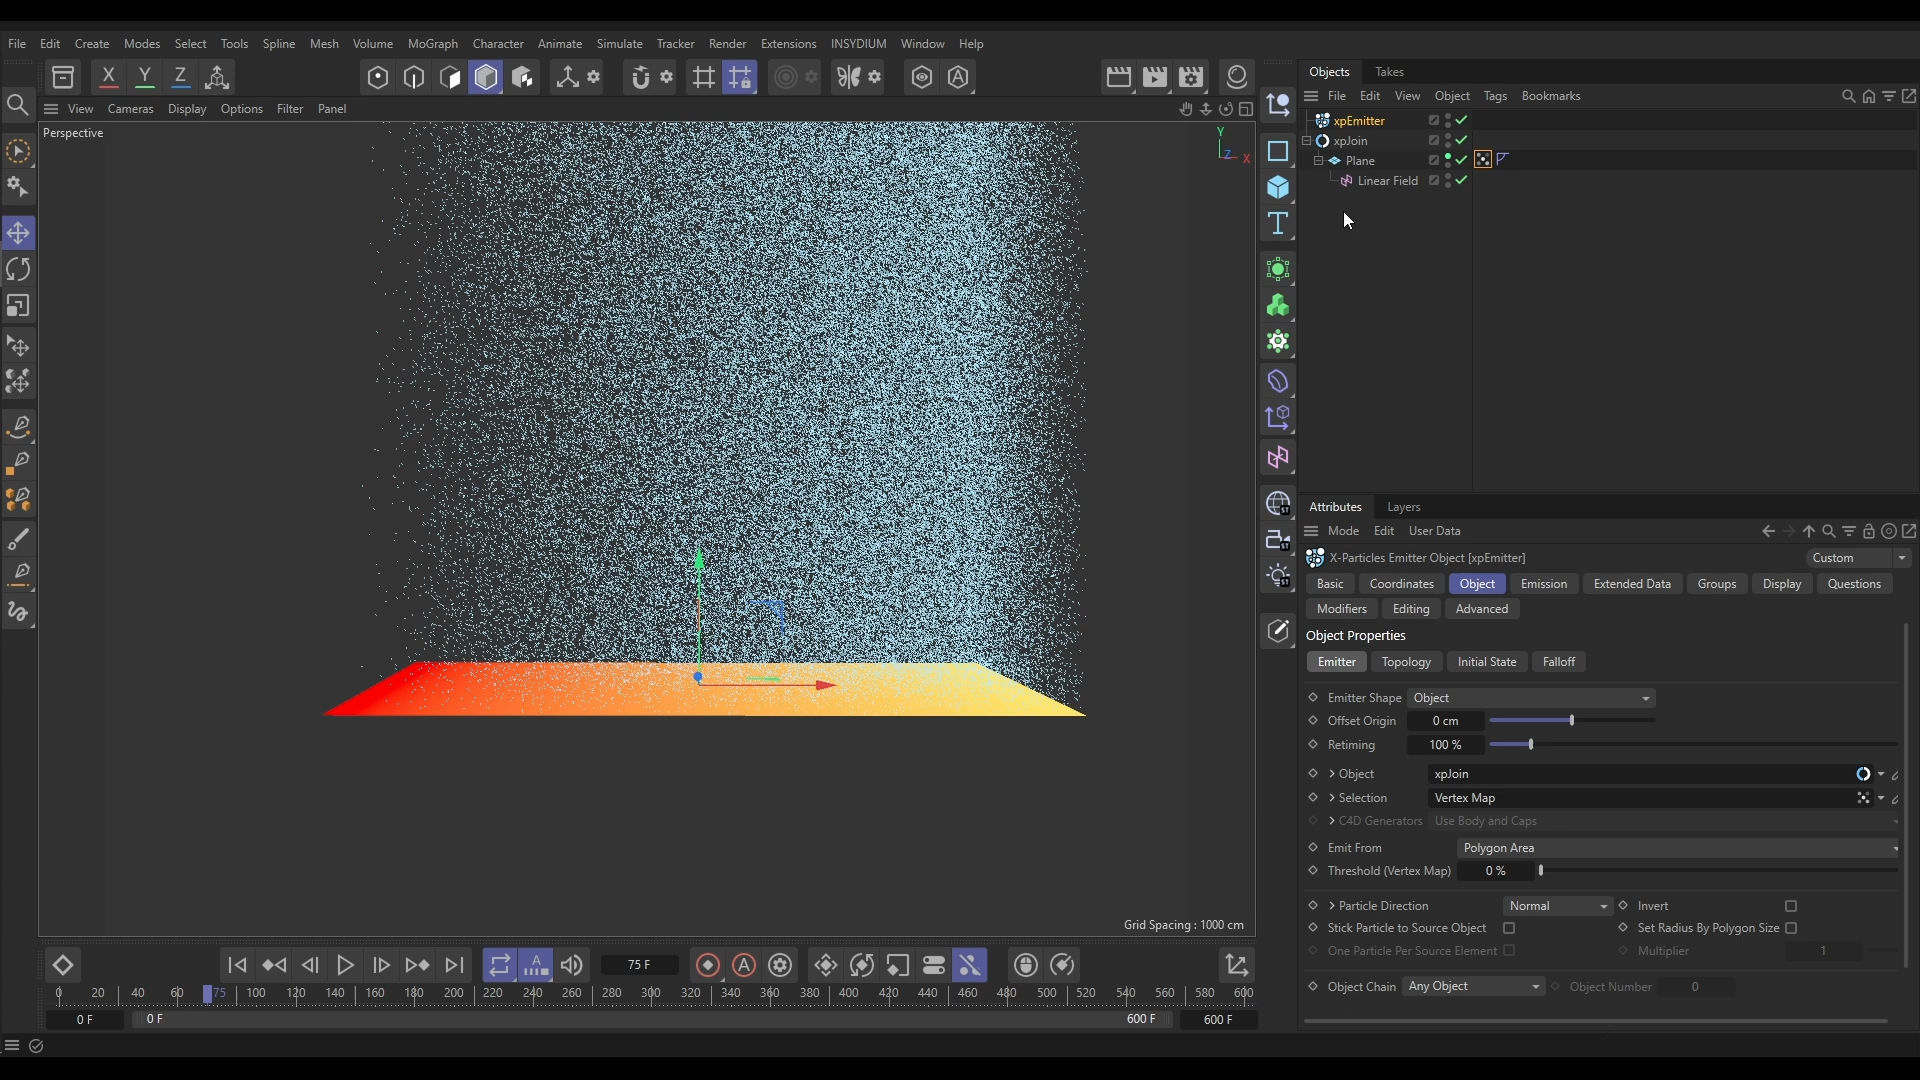 File Edit Create Modes Select Tools Spline Mesh Volume MoGraph Character Animate Simulate Tracker Render Extensions INSYDIUM Window Help
X Y Z
Objects Takes
View Cameras Display Options Filter Panel
File Edit View Object Tags Bookmarks
Perspective
Y
Z X
xpEmitter
xpJoin
Plane
Linear Field
T
ST
ST
ST
Attributes Layers
Mode Edit User Data
X-Particles Emitter Object [xpEmitter]
Custom
Basic Coordinates Object Emission Extended Data Groups Display Questions
Modifiers Editing Advanced
Object Properties
Emitter Topology Initial State Falloff
Emitter Shape Object
Offset Origin 0 cm
Retiming 100 %
Object xpJoin
Selection Vertex Map
C4D Generators Use Body and Caps
Emit From Polygon Area
Threshold (Vertex Map) 0 %
Particle Direction Normal Invert
Stick Particle to Source Object Set Radius By Polygon Size
One Particle Per Source Element Multiplier 1
Object Chain Any Object Object Number 0
Grid Spacing : 1000 cm
A 75 F A
0 20 40 60 75 100 120 140 160 180 200 220 240 260 280 300 320 340 360 380 400 420 440 460 480 500 520 540 560 580 600
0 F 0 F 600 F 600 F